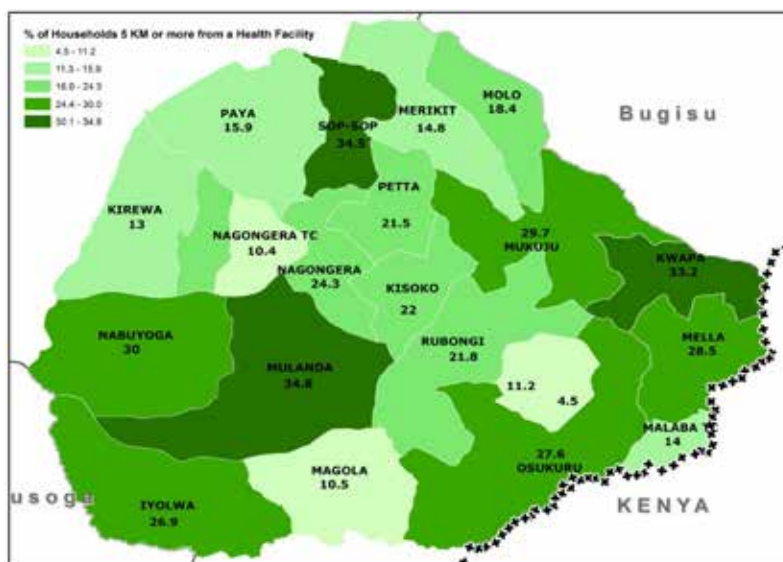 % of Households 5 KM or more from a Health Facility
4.5 - 11.2
11.3 - 15.9
16.0 - 24.3
24.4 - 30.0
30.1 - 34.8
PAYA
15.9
SOP-SOP
34.5
MERIKIT
14.8
MOLO
18.4
Bugisu
KIREWA
13
PETTA
21.5
NAGONGERA TC
10.4
29.7
MUKUJU
NAGONGERA
24.3
KWAPA
33.2
KISOKO
22
NABUYOGA
30
RUBONGI
21.8
MELLA
28.5
MULANDA
34.8
11.2
4.5
MALABA TC
14
27.6
OSUKURU
MAGOLA
10.5
KENYA
usoga
IYOLWA
26.9